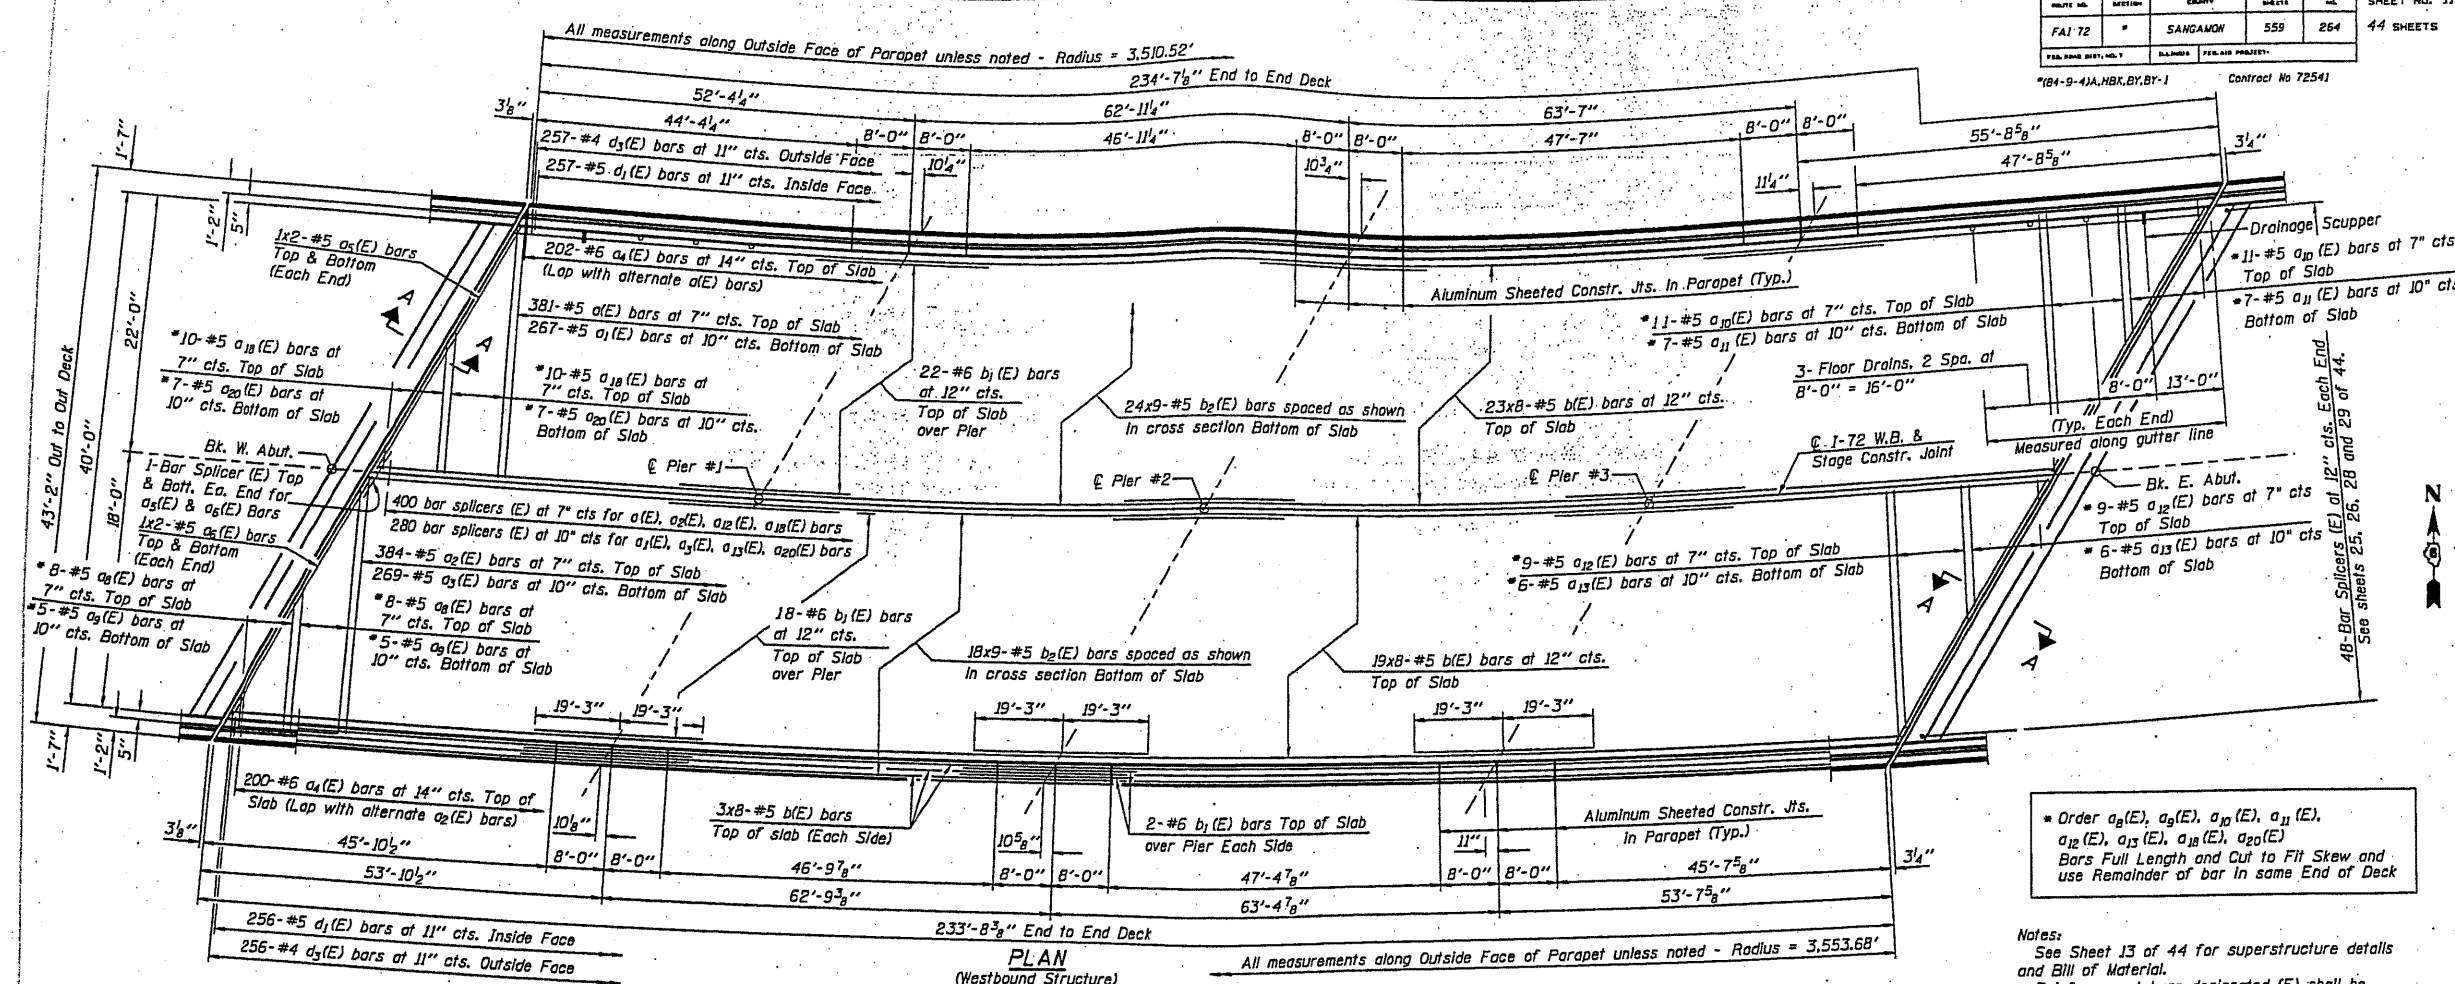 ROUTE NO.
SECTION
COUNTY
SHEETS
NO.
SHEET NO. 11
FAI 72
*
SANGAMON
559
264
44 SHEETS
FED. ROAD DIST. NO. 7
ILLINOIS
FED. AID PROJECT-
*(84-9-4)A,HBK,BY,BY-1
Contract No 72541
All measurements along Outside Face of Parapet unless noted - Radius = 3,510.52'
234'-7⅛" End to End Deck
3⅛"
52'-4¼"
62'-11¼"
63'-7"
55'-8⅝"
3¼"
44'-4¼"
8'-0"
8'-0"
46'-11¼"
8'-0"
8'-0"
47'-7"
8'-0"
8'-0"
47'-8⅝"
257-#4 d3(E) bars at 11" cts. Outside Face
257-#5 d1(E) bars at 11" cts. Inside Face
10¼"
10¾"
11¼"
1'-7"
1'-2"
5"
22'-0"
43'-2" Out to Out Deck
40'-0"
18'-0"
1x2-#5 a5(E) bars
Top & Bottom
(Each End)
A
A
202-#6 a4(E) bars at 14" cts. Top of Slab
(Lap with alternate a(E) bars)
381-#5 a(E) bars at 7" cts. Top of Slab
267-#5 a1(E) bars at 10" cts. Bottom of Slab
Aluminum Sheeted Constr. Jts. In Parapet (Typ.)
Drainage Scupper
*11-#5 a10(E) bars at 7" cts
Top of Slab
*7-#5 a11(E) bars at 10" cts
Bottom of Slab
*11-#5 a10(E) bars at 7" cts. Top of Slab
*7-#5 a11(E) bars at 10" cts. Bottom of Slab
*10-#5 a18(E) bars at
7" cts. Top of Slab
*7-#5 a20(E) bars at
10" cts. Bottom of Slab
*10-#5 a18(E) bars at
7" cts. Top of Slab
*7-#5 a20(E) bars at 10" cts.
Bottom of Slab
22-#6 b1(E) bars
at 12" cts.
Top of Slab
over Pier
24x9-#5 b2(E) bars spaced as shown
In cross section Bottom of Slab
23x8-#5 b(E) bars at 12" cts.
Top of Slab
3- Floor Drains, 2 Spa. at
8'-0" = 16'-0"
8'-0"
13'-0"
(Typ. Each End)
Measured along gutter line
48-Bar Splicers (E) at 12" cts. Each End
See sheets 25, 26, 28 and 29 of 44.
Bk. W. Abut.
1-Bar Splicer (E) Top
& Bott. Ea. End for
a5(E) & a6(E) Bars
1x2-#5 a6(E) bars
Top & Bottom
(Each End)
℄ Pier #1
℄ Pier #2
℄ Pier #3
℄ I-72 W.B. &
Stage Constr. Joint
Bk. E. Abut.
400 bar splicers (E) at 7" cts for a(E), a2(E), a12(E), a18(E) bars
280 bar splicers (E) at 10" cts for a1(E), a3(E), a13(E), a20(E) bars
384-#5 a2(E) bars at 7" cts. Top of Slab
269-#5 a3(E) bars at 10" cts. Bottom of Slab
*9-#5 a12(E) bars at 7" cts
Top of Slab
*6-#5 a13(E) bars at 10" cts
Bottom of Slab
*9-#5 a12(E) bars at 7" cts. Top of Slab
*6-#5 a13(E) bars at 10" cts. Bottom of Slab
N
*8-#5 a8(E) bars at
7" cts. Top of Slab
*5-#5 a9(E) bars at
10" cts. Bottom of Slab
*8-#5 a8(E) bars at
7" cts. Top of Slab
*5-#5 a9(E) bars at
10" cts. Bottom of Slab
18-#6 b1(E) bars
at 12" cts.
Top of Slab
over Pier
18x9-#5 b2(E) bars spaced as shown
In cross section Bottom of Slab
19x8-#5 b(E) bars at 12" cts.
Top of Slab
A
A
19'-3"
19'-3"
19'-3"
19'-3"
19'-3"
19'-3"
1'-7"
1'-2"
5"
200-#6 a4(E) bars at 14" cts. Top of
Slab (Lap with alternate a2(E) bars)
3x8-#5 b(E) bars
Top of slab (Each Side)
2-#6 b1(E) bars Top of Slab
over Pier Each Side
Aluminum Sheeted Constr. Jts.
In Parapet (Typ.)
3⅛"
10⅛"
10⅝"
11"
3¼"
45'-10½"
8'-0"
8'-0"
46'-9⅞"
8'-0"
8'-0"
47'-4⅞"
8'-0"
8'-0"
45'-7⅝"
53'-10½"
62'-9⅜"
63'-4⅞"
53'-7⅝"
256-#5 d1(E) bars at 11" cts. Inside Face
256-#4 d3(E) bars at 11" cts. Outside Face
233'-8⅜" End to End Deck
All measurements along Outside Face of Parapet unless noted - Radius = 3,553.68'
PLAN
(Westbound Structure)
* Order a8(E), a9(E), a10(E), a11(E),
a12(E), a13(E), a18(E), a20(E)
Bars Full Length and Cut to Fit Skew and
use Remainder of bar in same End of Deck
Notes:
See Sheet 13 of 44 for superstructure details
and Bill of Material.